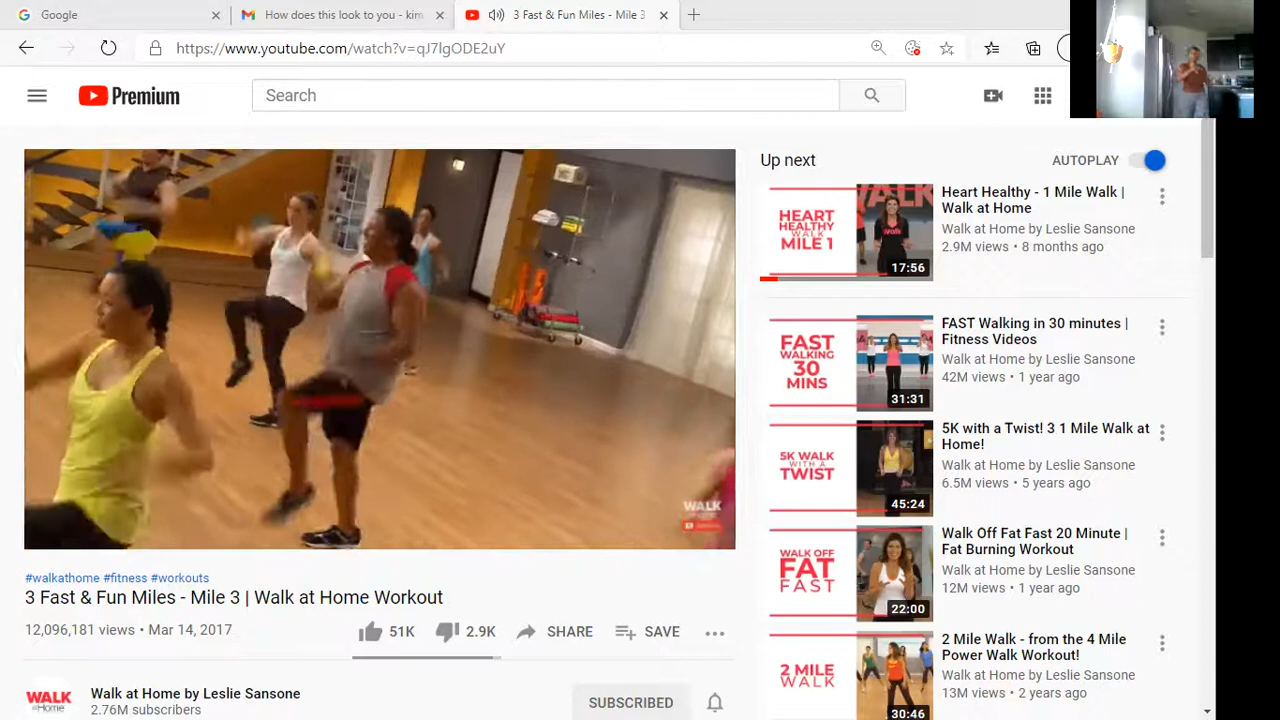 Google
How does this look to you - kim
3 Fast & Fun Miles - Mile 3
https://www.youtube.com/watch?v=qJ7lgODE2uY
Premium
Search
WALK
Up next
AUTOPLAY
HEART
HEALTHY
WALK
MILE 1
WALK
walk
17:56
Heart Healthy - 1 Mile Walk |
Walk at Home
Walk at Home by Leslie Sansone
2.9M views • 8 months ago
FAST
WALKING
30
MINS
31:31
FAST Walking in 30 minutes |
Fitness Videos
Walk at Home by Leslie Sansone
42M views • 1 year ago
5K WALK
WITH A
TWIST
45:24
5K with a Twist! 3 1 Mile Walk at
Home!
Walk at Home by Leslie Sansone
6.5M views • 5 years ago
WALK OFF
FAT
FAST
22:00
Walk Off Fat Fast 20 Minute |
Fat Burning Workout
Walk at Home by Leslie Sansone
12M views • 1 year ago
2 MILE
WALK
30:46
2 Mile Walk - from the 4 Mile
Power Walk Workout!
Walk at Home by Leslie Sansone
13M views • 2 years ago
#walkathome #fitness #workouts
3 Fast & Fun Miles - Mile 3 | Walk at Home Workout
12,096,181 views • Mar 14, 2017
51K
2.9K
SHARE
SAVE
WALK
at Home
Walk at Home by Leslie Sansone
2.76M subscribers
SUBSCRIBED